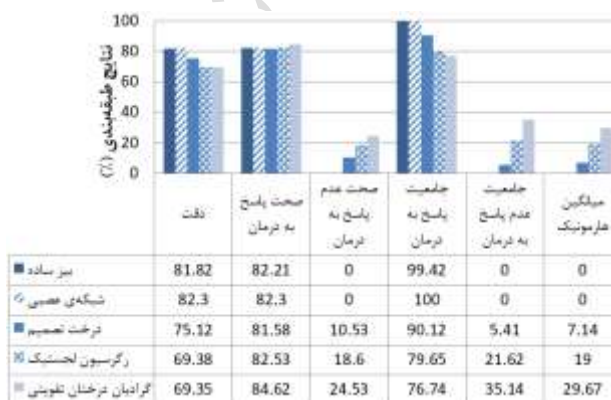 نتایج طبقه‌بندی (٪)
100
80
60
40
20
0
دقت
صحت پاسخ به درمان
صحت عدم پاسخ به درمان
جامعیت پاسخ به درمان
جامعیت عدم پاسخ به درمان
میانگین هارمونیک
بیز ساده 81.82 82.21 0 99.42 0 0
شبکه‌ی عصبی 82.3 82.3 0 100 0 0
درخت تصمیم 75.12 81.58 10.53 90.12 5.41 7.14
رگرسیون لجستیک 69.38 82.53 18.6 79.65 21.62 19
گرادیان درختان تقویتی 69.35 84.62 24.53 76.74 35.14 29.67